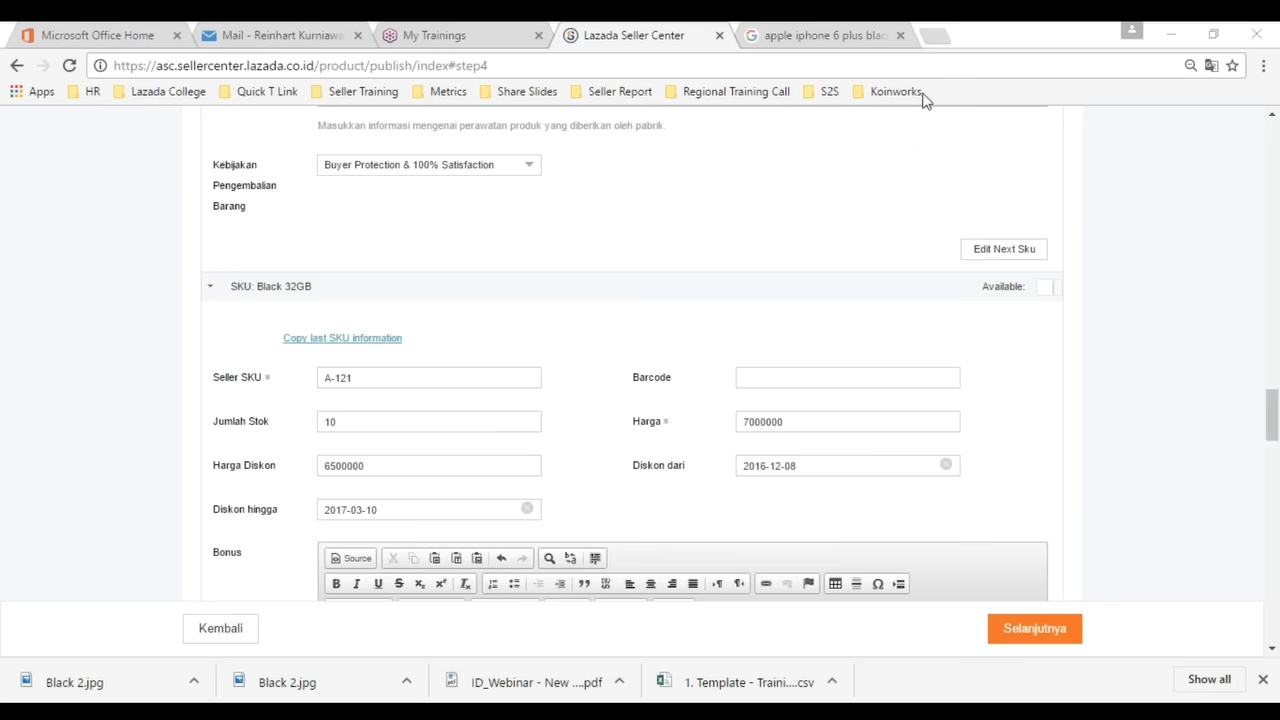 Microsoft Office Home
Mail - Reinhart Kurniawa
My Trainings
Lazada Seller Center
apple iphone 6 plus blac
https://asc.sellercenter.lazada.co.id/product/publish/index#step4
Apps
HR
Lazada College
Quick T Link
Seller Training
Metrics
Share Slides
Seller Report
Regional Training Call
S2S
Koinworks
Masukkan informasi mengenai perawatan produk yang diberikan oleh pabrik.
Kebijakan
Pengembalian
Barang
Buyer Protection & 100% Satisfaction
Edit Next Sku
SKU: Black 32GB
Available:
Copy last SKU information
Seller SKU *
A-121
Barcode
Jumlah Stok
10
Harga *
7000000
Harga Diskon
6500000
Diskon dari
2016-12-08
Diskon hingga
2017-03-10
Bonus
Source
Kembali
Selanjutnya
Black 2.jpg
Black 2.jpg
ID_Webinar - New ....pdf
1. Template - Traini....csv
Show all